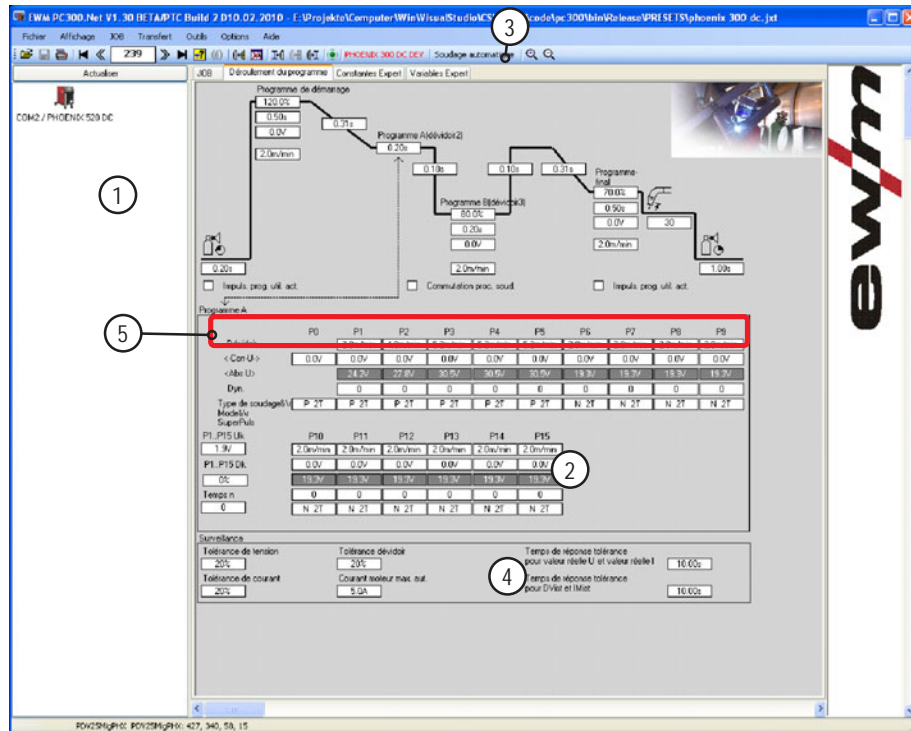 EWM PC300.Net V1.30 BETA/PTC Build 2 D10.02.2010 - E:\Projekte\Computer\WinVisualStudio\CS code\pc300\bin\Release\PRESETS\phoenix 300 dc.jxt
Fichier Affichage JOB Transfert Outils Options Aide
239 PHOENIX 300 DC DEV Soudage automatique
Actualiser
JOB Déroulement du programme Constantes Expert Variables Expert
COM2 / PHOENIX 520 DC
Programme de démarrage
120.0%
0.50s
0.0V
2.0m/min
0.31s
Programme A(dévidoir2)
0.20s
0.10s
0.10s
0.31s
Programme B(dévidoir3)
80.0%
0.20s
0.0V
2.0m/min
Programme-
final
70.0%
0.50s
0.0V
2.0m/min
30
0.20s
1.00s
Impuls. prog. util. act.
Commutation proc. soud.
Impuls. prog. util. act.
Programme A
P0 P1 P2 P3 P4 P5 P6 P7 P8 P9
<Corr U> 0.0V 0.0V 0.0V 0.0V 0.0V 0.0V 0.0V 0.0V 0.0V 0.0V
<Abs U> 24.2V 27.8V 30.5V 30.5V 30.5V 19.3V 19.3V 19.3V 19.3V
Dyn. 0 0 0 0 0 0 0 0 0
P 2T P 2T P 2T P 2T P 2T P 2T N 2T N 2T N 2T N 2T
SuperPuls
P1..P15 Uk P10 P11 P12 P13 P14 P15
1.9V 2.0m/min 2.0m/min 2.0m/min 2.0m/min 2.0m/min 2.0m/min
P1..P15 Dk 0.0V 0.0V 0.0V 0.0V 0.0V 0.0V
0% 19.3V 19.3V 19.3V 19.3V 19.3V 19.3V
Temps n 0 0 0 0 0 0
0 N 2T N 2T N 2T N 2T N 2T N 2T
Surveillance
Tolérance de tension
20%
Tolérance dévidoir
20%
Temps de réponse tolérance
pour valeur réelle U et valeur réelle I
10.00s
Tolérance de courant
20%
Courant moteur max. aut.
5.0A
Temps de réponse tolérance
pour DVist et IMist
10.00s
PDV25MigPHX: PDV25MigPHX: 427, 340, 58, 15
ewm
1
2
3
4
5